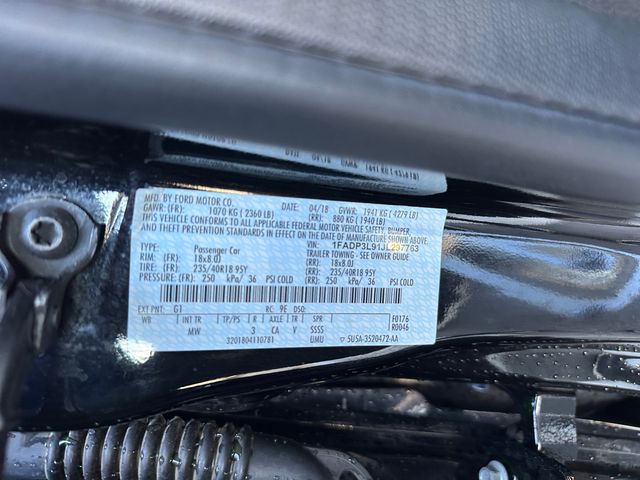 MFD. BY FORD MOTOR CO. DATE: 04/18 GVWR: 1941 KG ( 4279 LB)
GAWR: (FR): 1070 KG ( 2360 LB) (RR): 880 KG ( 1940 LB)
THIS VEHICLE CONFORMS TO ALL APPLICABLE FEDERAL MOTOR VEHICLE SAFETY, BUMPER,
AND THEFT PREVENTION STANDARDS IN EFFECT ON THE DATE OF MANUFACTURE SHOWN ABOVE.
VIN: 1FADP3L91JL237763
TYPE: Passenger Car TRAILER TOWING - SEE OWNER GUIDE
RIM: (FR): 18x8.0J (RR): 18x8.0J
TIRE: (FR): 235/40R18 95Y (RR): 235/40R18 95Y
PRESSURE: (FR): 250 kPa/ 36 PSI COLD (RR): 250 kPa/ 36 PSI COLD
EXT PNT: G1 RC: 9E DSO:
WB INT TR TP/PS R AXLE TR SPR F0176
MW 3 CA V SSSS R0046
3201804110781 UMU 5U5A-3520472-AA